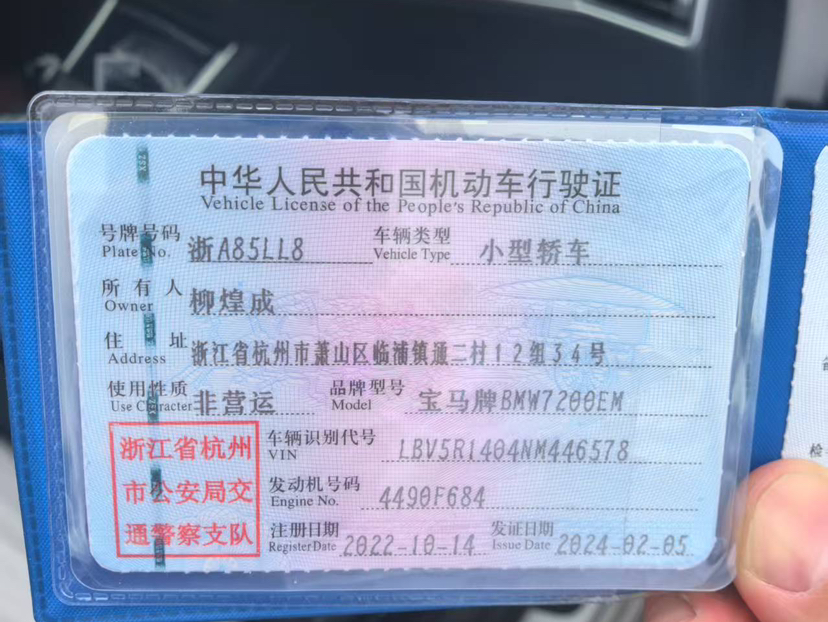 中华人民共和国机动车行驶证
Vehicle License of the People's Republic of China
号牌号码 浙A85LL8 车辆类型 小型轿车
Plate No. Vehicle Type
所有人 柳煌成
Owner
住址 浙江省杭州市萧山区临浦镇通二村12组34号
Address
使用性质 非营运 品牌型号 宝马牌BMW7200EM
Use Character Model
浙江省杭州
市公安局交
通警察支队
车辆识别代号 LBV5R1404NM446578
VIN
发动机号码 4490F684
Engine No.
注册日期 2022-10-14 发证日期 2024-02-05
Register Date Issue Date